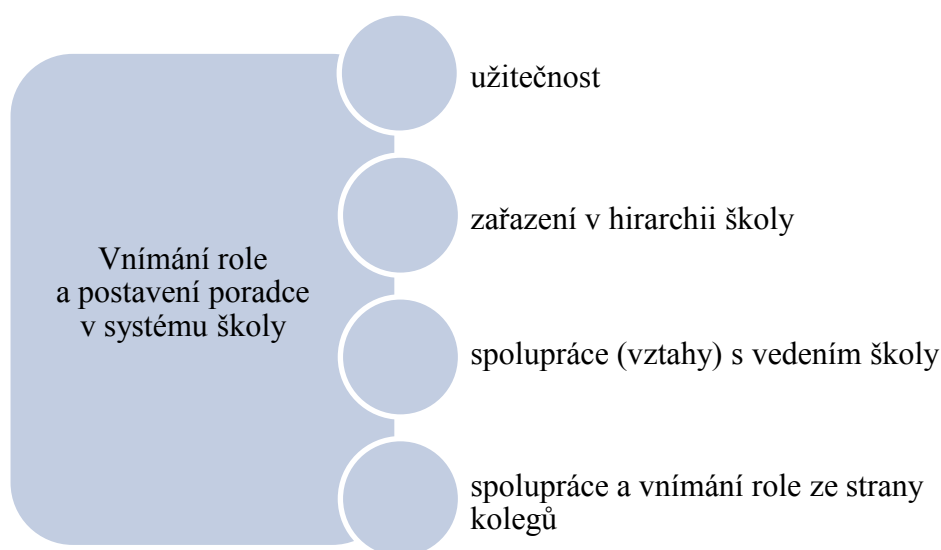 Vnímání role
a postavení poradce
v systému školy
užitečnost
zařazení v hirarchii školy
spolupráce (vztahy) s vedením školy
spolupráce a vnímání role ze strany
kolegů